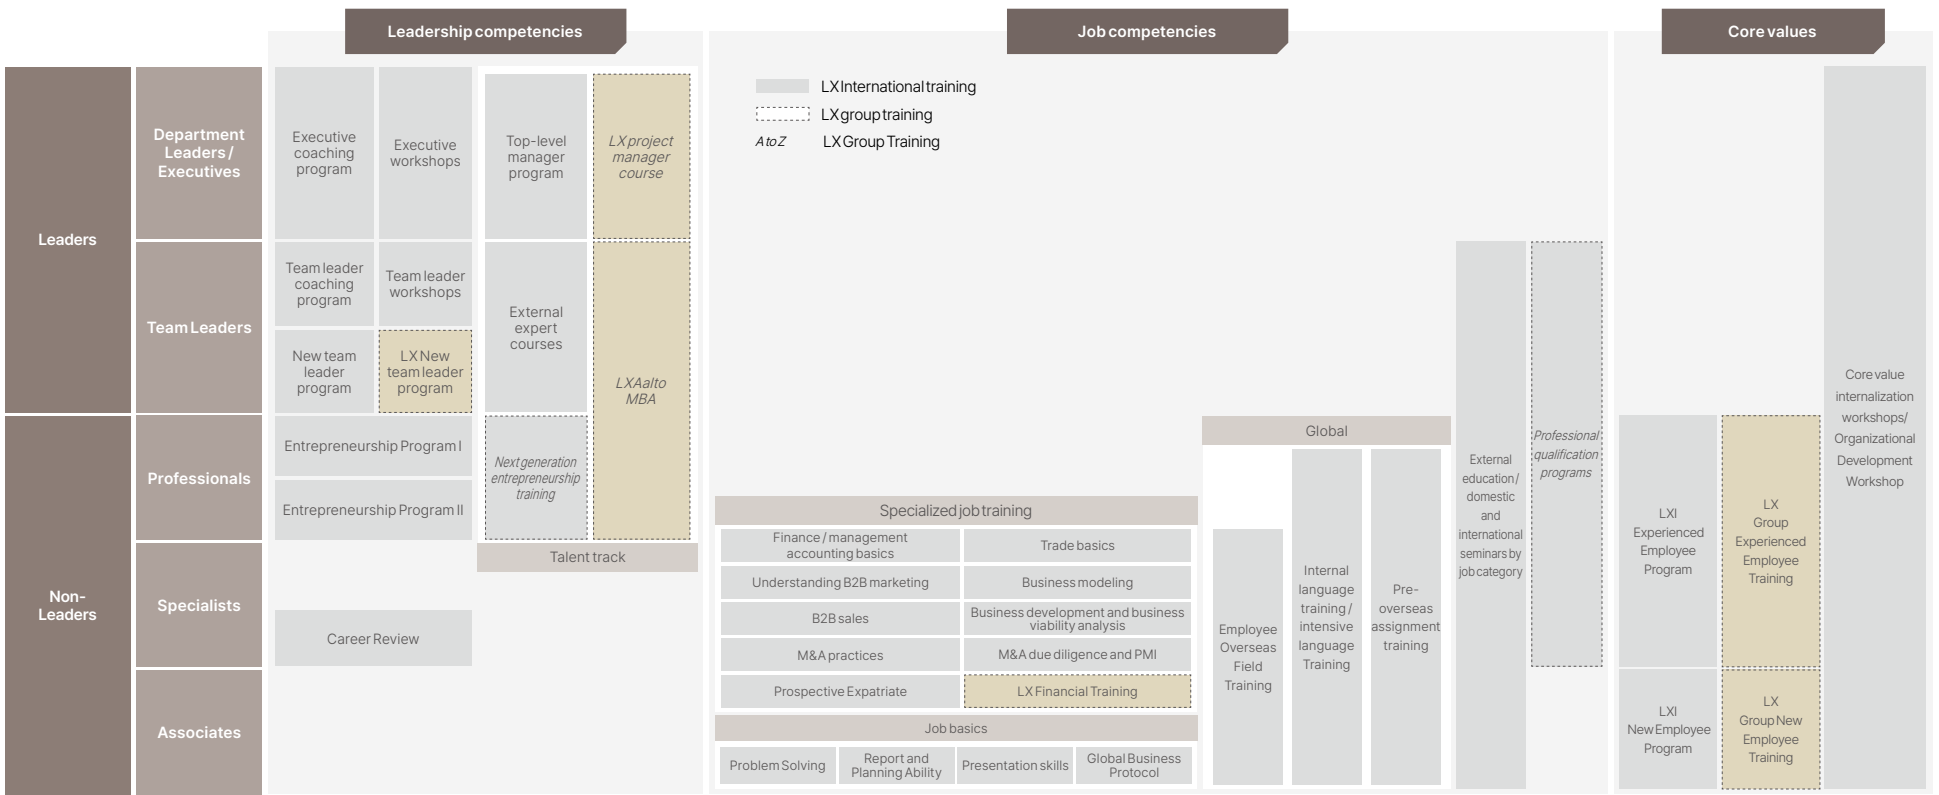 Leadership competencies
Job competencies
Core values
LX International training
LX group training
A to Z
LX Group Training
Leaders
Department
Leaders /
Executives
Executive
coaching
program
Executive
workshops
Top-level
manager
program
LX project
manager
course
Team Leaders
Team leader
coaching
program
Team leader
workshops
New team
leader
program
LX New
team leader
program
External
expert
courses
LX Aalto
MBA
Non-
Leaders
Professionals
Entrepreneurship Program I
Entrepreneurship Program II
Next generation
entrepreneurship
training
Talent track
Specialists
Career Review
Associates
Specialized job training
Finance / management
accounting basics
Trade basics
Understanding B2B marketing
Business modeling
B2B sales
Business development and business
viability analysis
M&A practices
M&A due diligence and PMI
Prospective Expatriate
LX Financial Training
Job basics
Problem Solving
Report and
Planning Ability
Presentation skills
Global Business
Protocol
Global
Employee
Overseas
Field
Training
Internal
language
training /
intensive
language
Training
Pre-
overseas
assignment
training
External
education /
domestic
and
international
seminars by
job category
Professional
qualification
programs
LXI
Experienced
Employee
Program
LX
Group
Experienced
Employee
Training
LXI
New Employee
Program
LX
Group New
Employee
Training
Core value
internalization
workshops/
Organizational
Development
Workshop